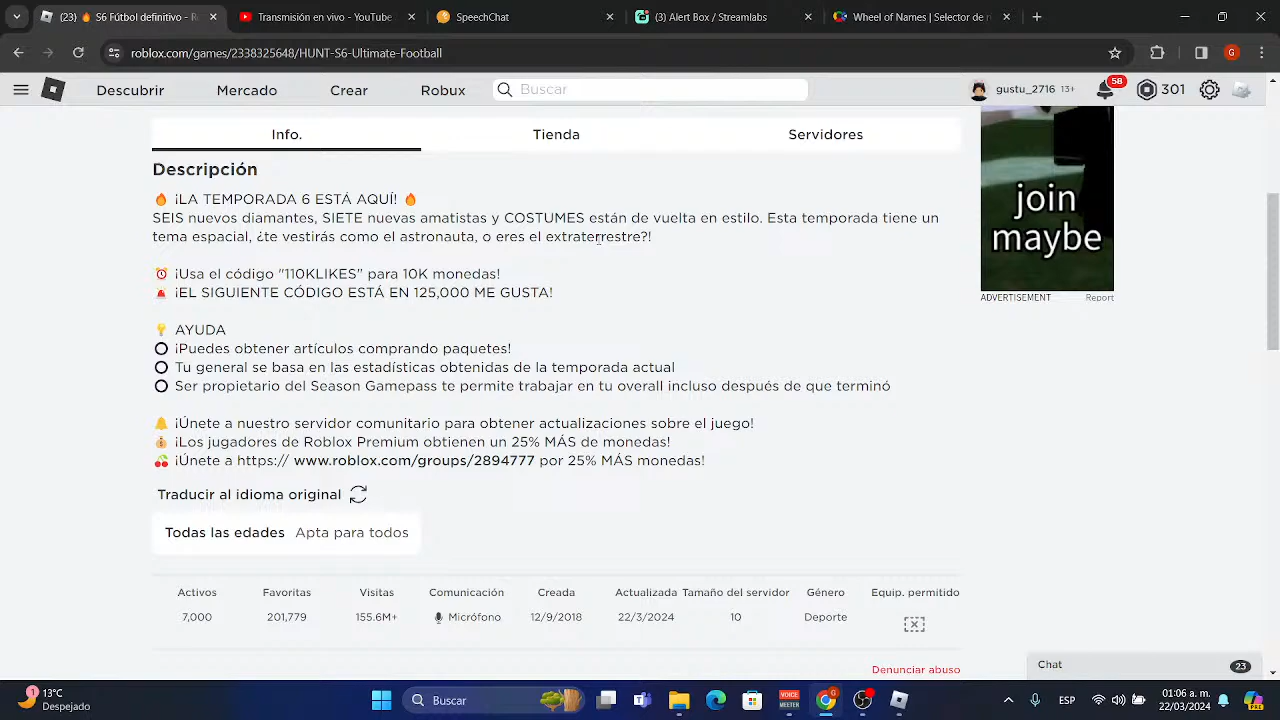 S6 Fútbol definitivo - R
Transmisión en vivo - YouTube
SpeechChat
(3) Alert Box / Streamlabs
Wheel of Names | Selector de n
roblox.com/games/2338325648/HUNT-S6-Ultimate-Football
Descubrir
Mercado
Crear
Robux
Buscar
gustu_2716 13+
58
301
Info.
Tienda
Servidores
Descripción
¡LA TEMPORADA 6 ESTÁ AQUÍ!
SEIS nuevos diamantes, SIETE nuevas amatistas y COSTUMES están de vuelta en estilo. Esta temporada tiene un
tema espacial, ¿te vestirás como el astronauta, o eres el extraterrestre?!
¡Usa el código "110KLIKES" para 10K monedas!
¡EL SIGUIENTE CÓDIGO ESTÁ EN 125,000 ME GUSTA!
AYUDA
¡Puedes obtener artículos comprando paquetes!
Tu general se basa en las estadísticas obtenidas de la temporada actual
Ser propietario del Season Gamepass te permite trabajar en tu overall incluso después de que terminó
¡Únete a nuestro servidor comunitario para obtener actualizaciones sobre el juego!
¡Los jugadores de Roblox Premium obtienen un 25% MÁS de monedas!
¡Únete a https:// www.roblox.com/groups/2894777 por 25% MÁS monedas!
Traducir al idioma original
Todas las edades Apta para todos
Activos Favoritas Visitas Comunicación Creada Actualizada Tamaño del servidor Género Equip. permitido
7,000 201,779 155.6M+ Micrófono 12/9/2018 22/3/2024 10 Deporte
Denunciar abuso
join
maybe
ADVERTISEMENT Report
Chat 23
1
13°C
Despejado
Buscar
VOICE
MEETER
ESP
01:06 a. m.
22/03/2024